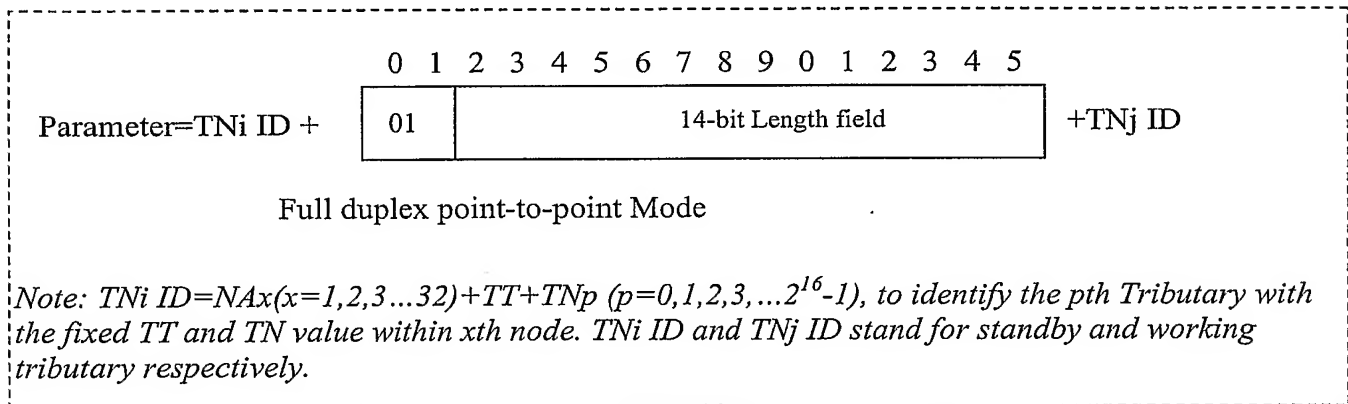 0 1 2 3 4 5 6 7 8 9 0 1 2 3 4 5
Parameter=TNi ID + 01 14-bit Length field +TNj ID
Full duplex point-to-point Mode
Note: TNi ID=NAx(x=1,2,3...32)+TT+TNp (p=0,1,2,3,...2^16-1), to identify the pth Tributary with
the fixed TT and TN value within xth node. TNi ID and TNj ID stand for standby and working
tributary respectively.